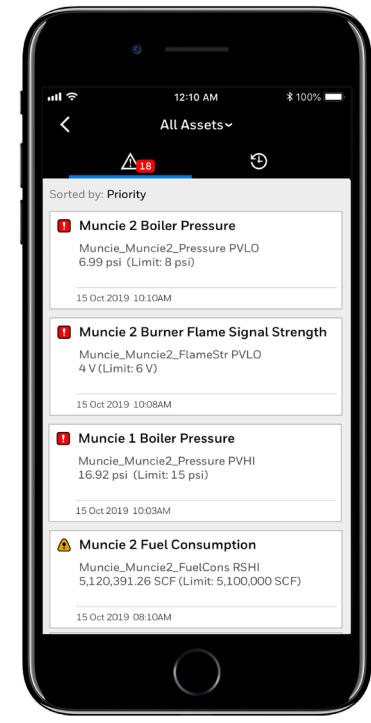 12:10 AM
100%
All Assets
18
Sorted by: Priority
Muncie 2 Boiler Pressure
Muncie_Muncie2_Pressure PVLO
6.99 psi (Limit: 8 psi)
15 Oct 2019 10:10AM
Muncie 2 Burner Flame Signal Strength
Muncie_Muncie2_FlameStr PVLO
4 V (Limit: 6 V)
15 Oct 2019 10:08AM
Muncie 1 Boiler Pressure
Muncie_Muncie2_Pressure PVHI
16.92 psi (Limit: 15 psi)
15 Oct 2019 10:03AM
Muncie 2 Fuel Consumption
Muncie_Muncie2_FuelCons RSHI
5,120,391.26 SCF (Limit: 5,100,000 SCF)
15 Oct 2019 08:10AM